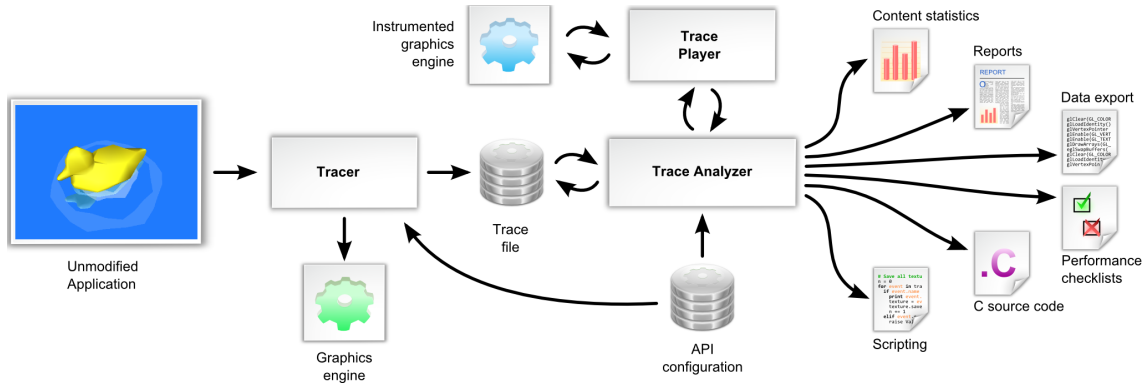 Instrumented
graphics
engine
Trace
Player
Content statistics
Reports
REPORT
Data export
glClear(GL_COLOR
glLoadIdentity()
glVertexPointer
glEnable(GL_VERT
glEnable(GL_TEXT
glDrawArrays(GL_
eglSwapBuffers(
glClear(GL_COLOR
glLoadIdentit
glVertexPoin
Tracer
Trace Analyzer
Trace
file
Unmodified
Application
Graphics
engine
API
configuration
Performance
checklists
.C
C source code
# Save all textu
n = 0
for event in tra
if event.name
print event.
texture = ev
texture.save
n += 1
elif event.
raise Val
Scripting